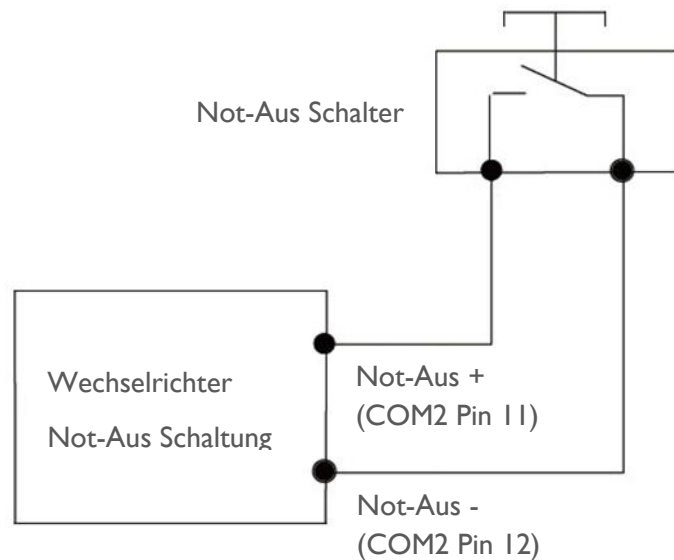 Not-Aus Schalter
Wechselrichter
Not-Aus Schaltung
Not-Aus +
(COM2 Pin 11)
Not-Aus -
(COM2 Pin 12)